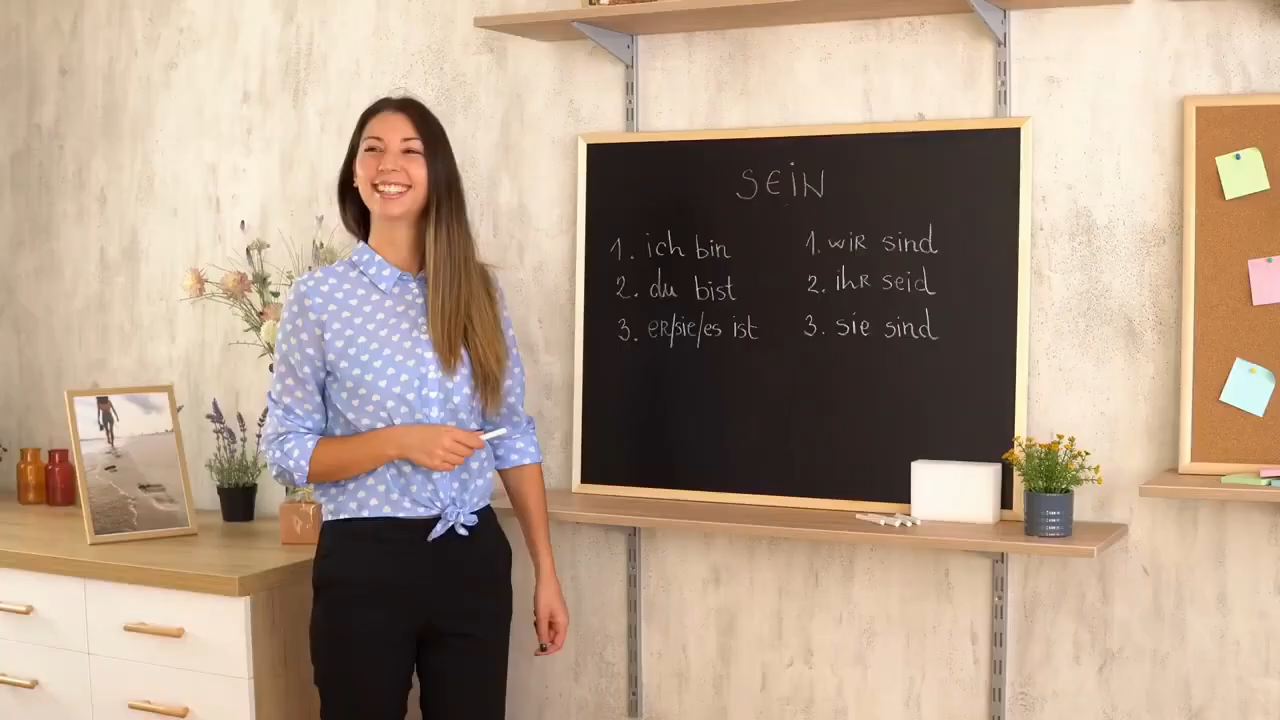 SEIN
1. ich bin
2. du bist
3. er/sie/es ist
1. wir sind
2. ihr seid
3. sie sind